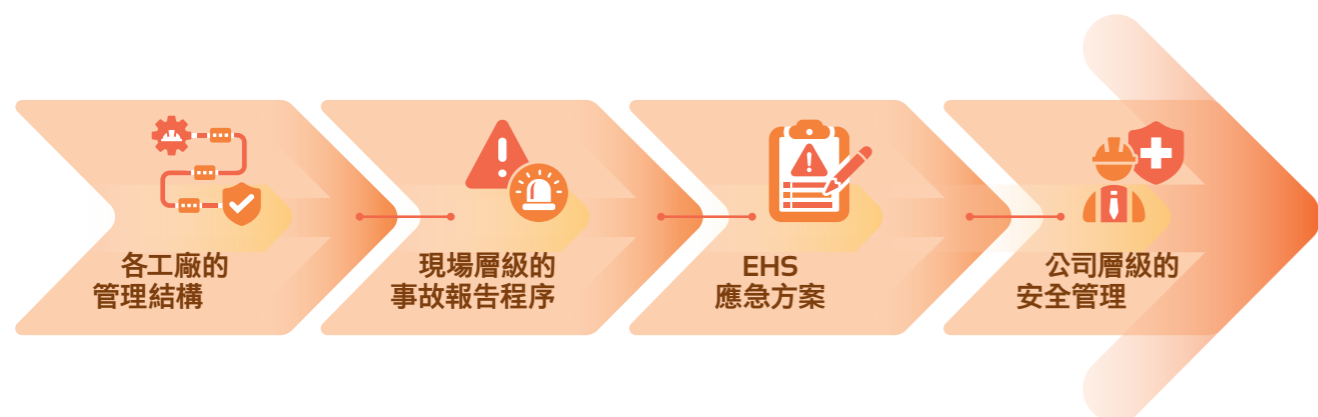 各工廠的
管理結構
現場層級的
事故報告程序
EHS
應急方案
公司層級的
安全管理